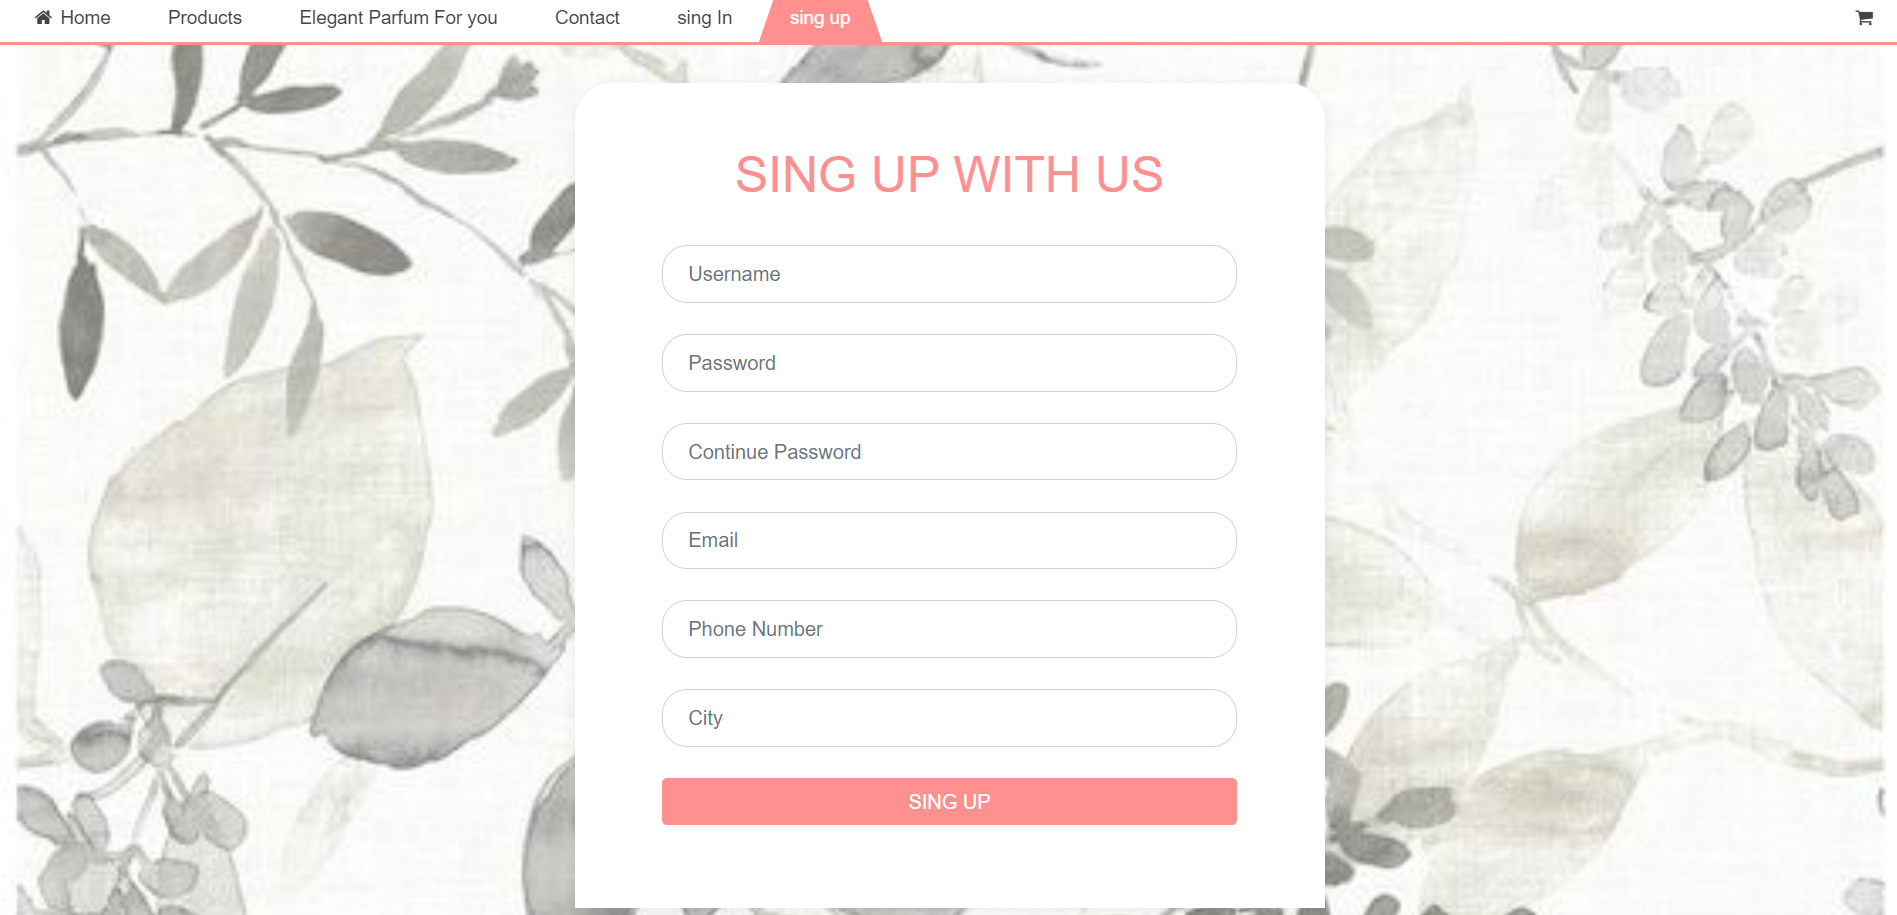 Home Products Elegant Parfum For you Contact sing In sing up
SING UP WITH US
Username
Password
Continue Password
Email
Phone Number
City
SING UP